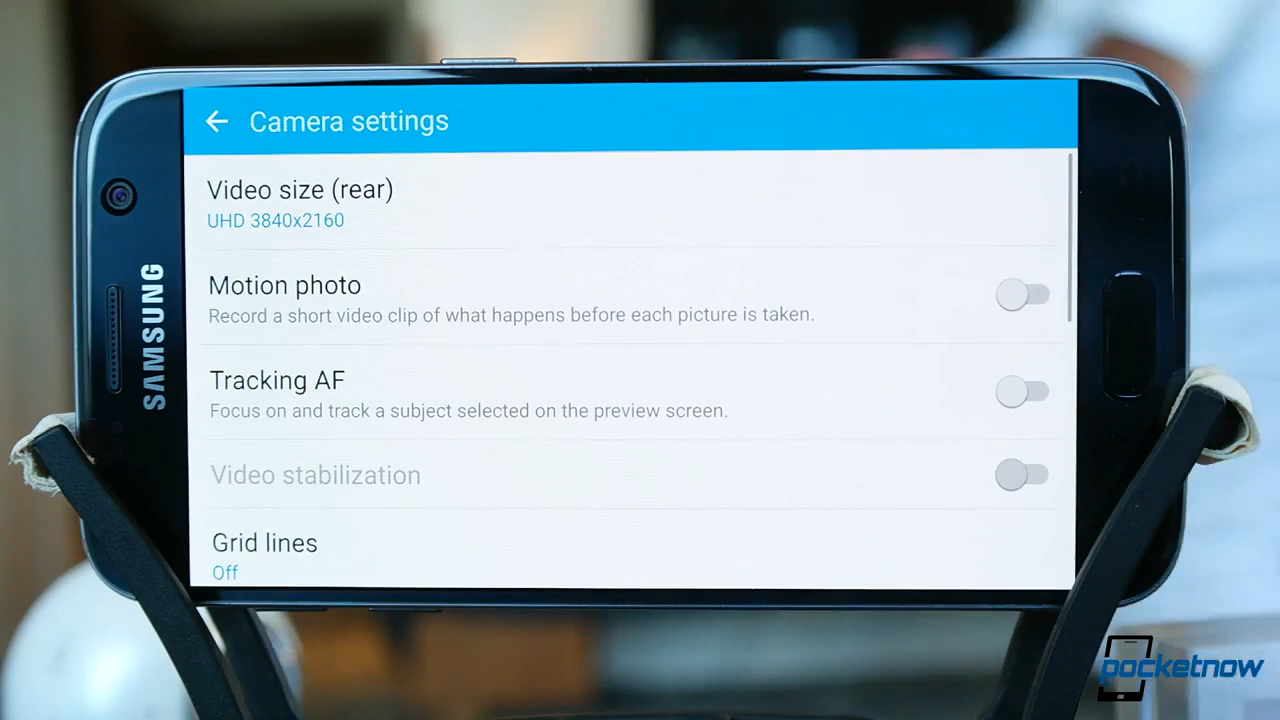 Camera settings
Video size (rear)
UHD 3840x2160
Motion photo
Record a short video clip of what happens before each picture is taken.
Tracking AF
Focus on and track a subject selected on the preview screen.
Video stabilization
Grid lines
Off
SAMSUNG
pocketnow